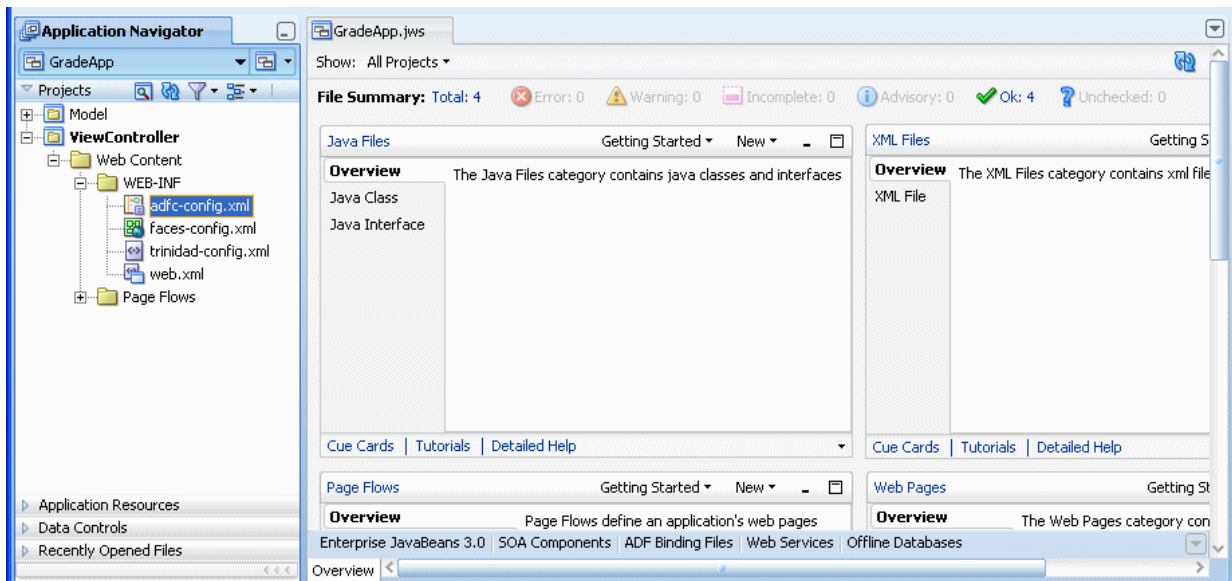 Application Navigator
GradeApp
Projects
Model
ViewController
Web Content
WEB-INF
adfc-config.xml
faces-config.xml
trinidad-config.xml
web.xml
Page Flows
Application Resources
Data Controls
Recently Opened Files
GradeApp.jws
Show: All Projects
File Summary: Total: 4 Error: 0 Warning: 0 Incomplete: 0 Advisory: 0 Ok: 4 Unchecked: 0
Java Files Getting Started New
Overview The Java Files category contains java classes and interfaces
Java Class
Java Interface
Cue Cards | Tutorials | Detailed Help
XML Files Getting S
Overview The XML Files category contains xml file
XML File
Cue Cards | Tutorials | Detailed Help
Page Flows Getting Started New
Overview Page Flows define an application's web pages
Web Pages Getting St
Overview The Web Pages category con
Enterprise JavaBeans 3.0 | SOA Components | ADF Binding Files | Web Services | Offline Databases
Overview